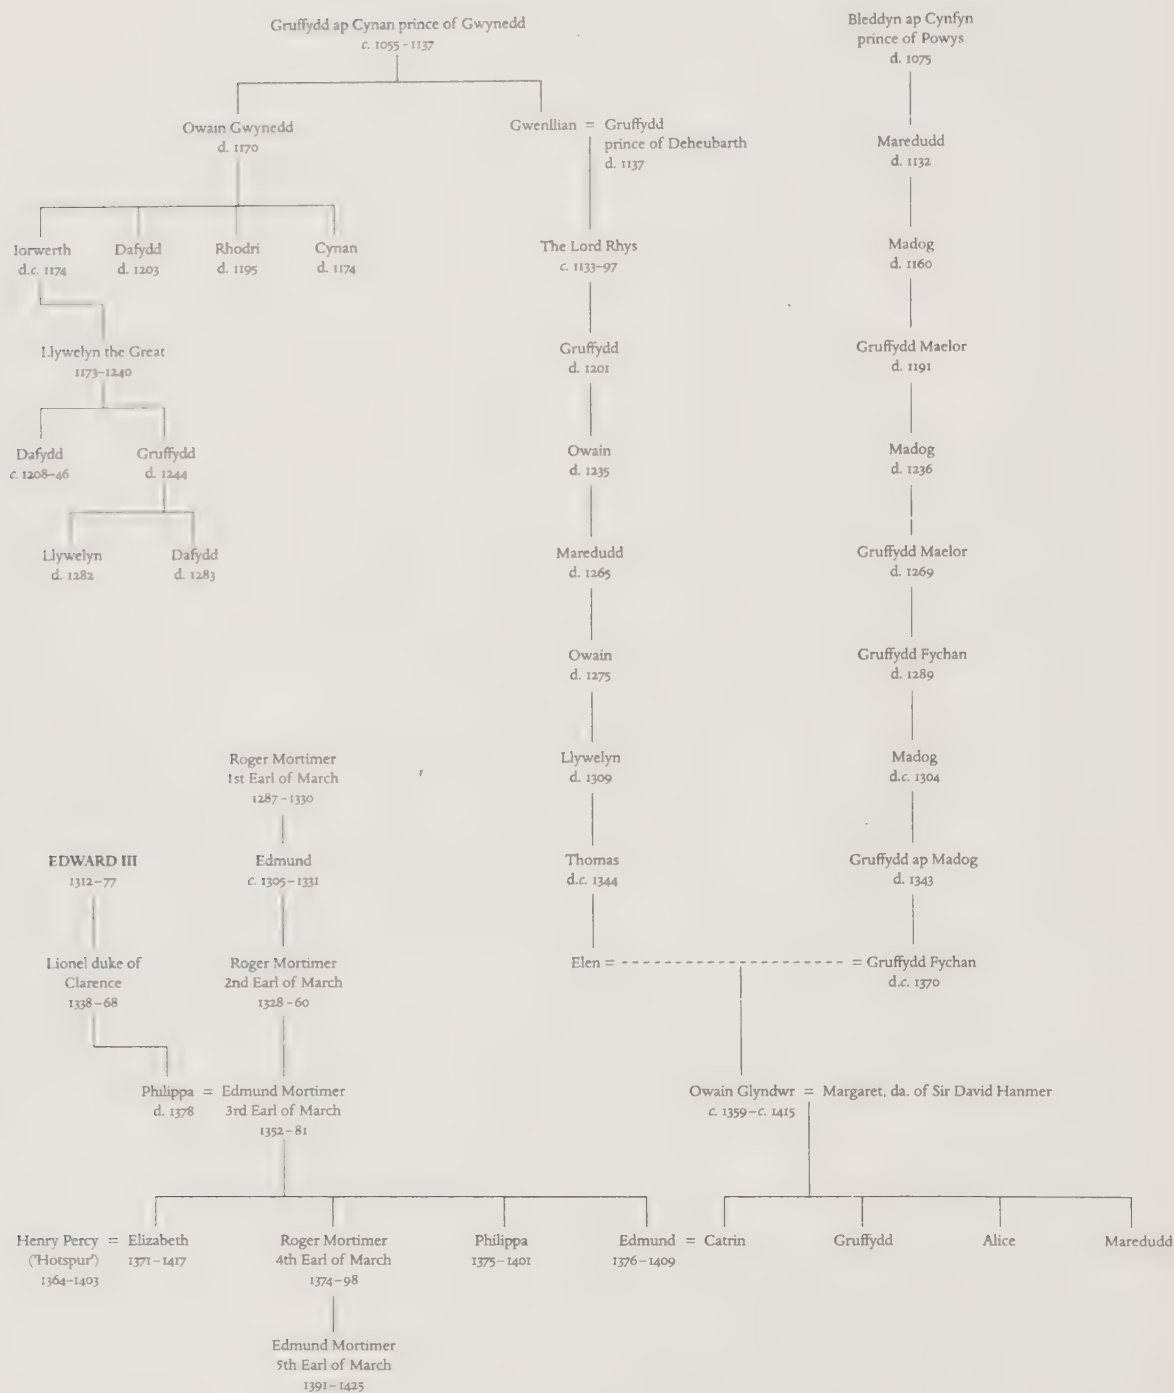 Gruffydd ap Cynan prince of Gwynedd
c. 1055–1137
Bleddyn ap Cynfyn
prince of Powys
d. 1075
Owain Gwynedd
d. 1170
Gwenllian = Gruffydd
prince of Deheubarth
d. 1137
Maredudd
d. 1132
Iorwerth
d.c. 1174
Dafydd
d. 1203
Rhodri
d. 1195
Cynan
d. 1174
The Lord Rhys
c. 1133–97
Madog
d. 1160
Llywelyn the Great
1173–1240
Gruffydd
d. 1201
Gruffydd Maelor
d. 1191
Dafydd
c. 1208–46
Gruffydd
d. 1244
Owain
d. 1235
Madog
d. 1236
Llywelyn
d. 1282
Dafydd
d. 1283
Maredudd
d. 1265
Gruffydd Maelor
d. 1269
Owain
d. 1275
Gruffydd Fychan
d. 1289
Roger Mortimer
1st Earl of March
1287–1330
Llywelyn
d. 1309
Madog
d.c. 1304
EDWARD III
1312–77
Edmund
c. 1305–1331
Thomas
d.c. 1344
Gruffydd ap Madog
d. 1343
Lionel duke of
Clarence
1338–68
Roger Mortimer
2nd Earl of March
1328–60
Elen = - - - - - - - - - - - - - - - - - - - - = Gruffydd Fychan
d.c. 1370
Philippa = Edmund Mortimer
d. 1378
3rd Earl of March
1352–81
Owain Glyndwr = Margaret, da. of Sir David Hanmer
c. 1359–c. 1415
Henry Percy = Elizabeth
('Hotspur')
1364–1403
1371–1417
Roger Mortimer
4th Earl of March
1374–98
Philippa
1375–1401
Edmund = Catrin
1376–1409
Gruffydd
Alice
Maredudd
Edmund Mortimer
5th Earl of March
1391–1425